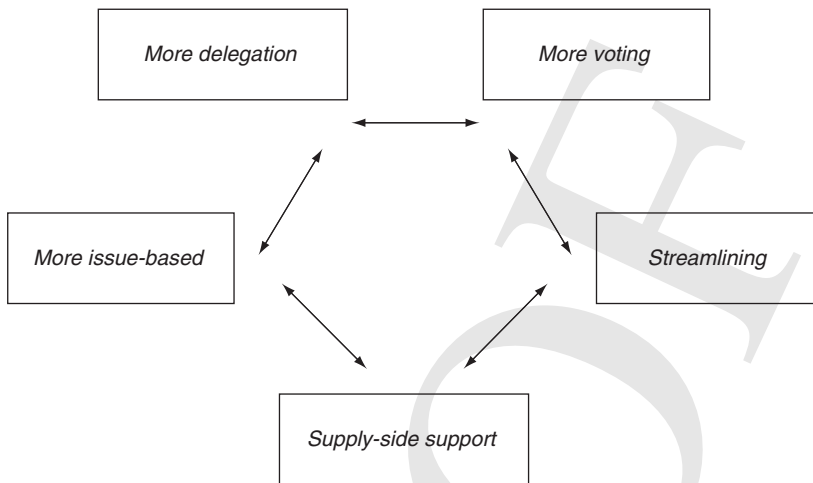 More delegation
More voting
More issue-based
Streamlining
Supply-side support